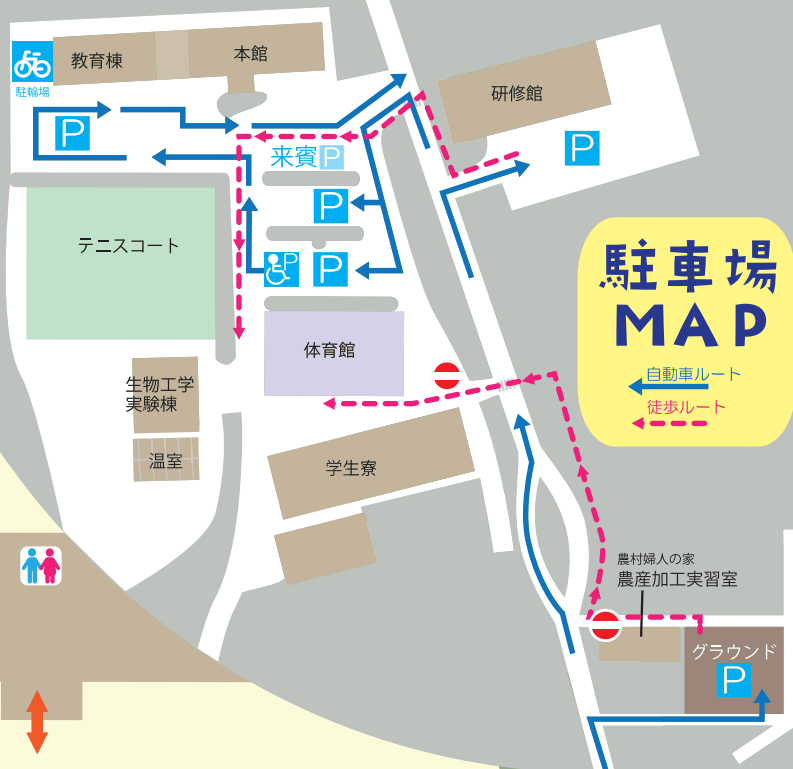 教育棟
本館
駐輪場
P
研修館
来賓P
P
P
P
P
テニスコート
駐車場
MAP
体育館
自動車ルート
徒歩ルート
生物工学
実験棟
温室
学生寮
農村婦人の家
農産加工実習室
グラウンド
P